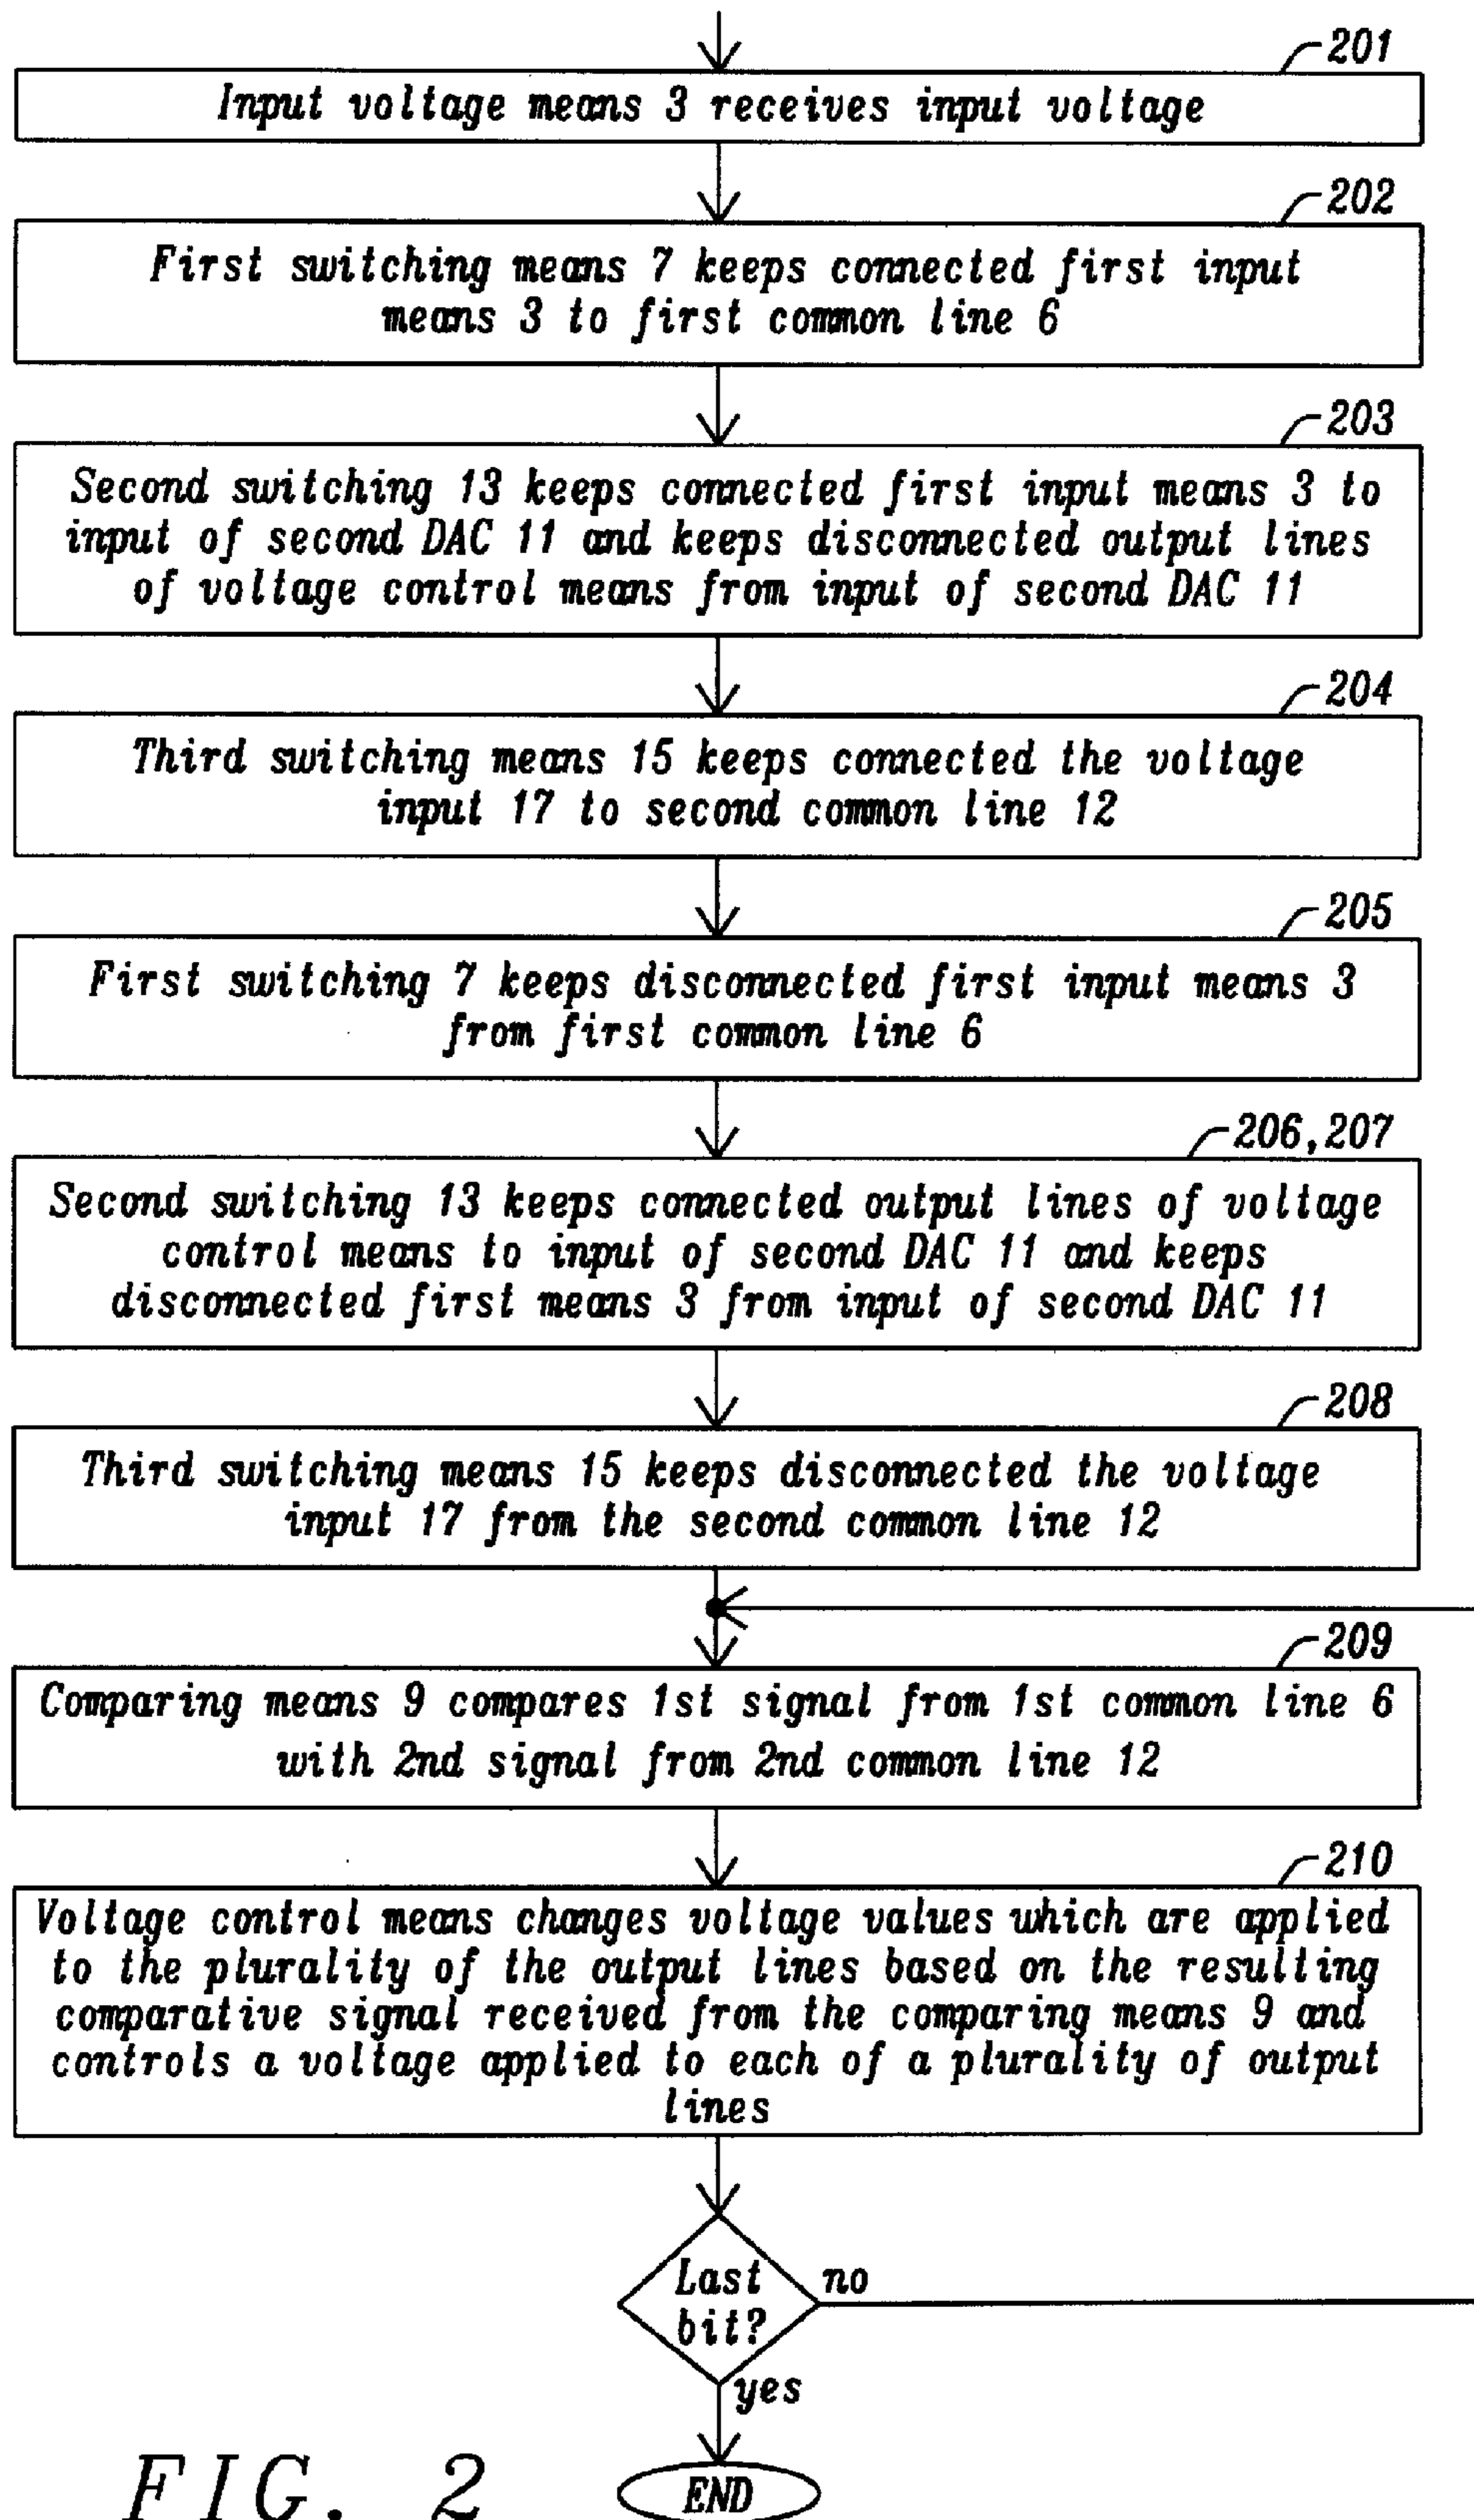 201
Input voltage means 3 receives input voltage
202
First switching means 7 keeps connected first input
means 3 to first common line 6
203
Second switching 13 keeps connected first input means 3 to
input of second DAC 11 and keeps disconnected output lines
of voltage control means from input of second DAC 11
204
Third switching means 15 keeps connected the voltage
input 17 to second common line 12
205
First switching 7 keeps disconnected first input means 3
from first common line 6
206,207
Second switching 13 keeps connected output lines of voltage
control means to input of second DAC 11 and keeps
disconnected first means 3 from input of second DAC 11
208
Third switching means 15 keeps disconnected the voltage
input 17 from the second common line 12
209
Comparing means 9 compares 1st signal from 1st common line 6
with 2nd signal from 2nd common line 12
210
Voltage control means changes voltage values which are applied
to the plurality of the output lines based on the resulting
comparative signal received from the comparing means 9 and
controls a voltage applied to each of a plurality of output
lines
Last
bit?
no
yes
END
FIG. 2